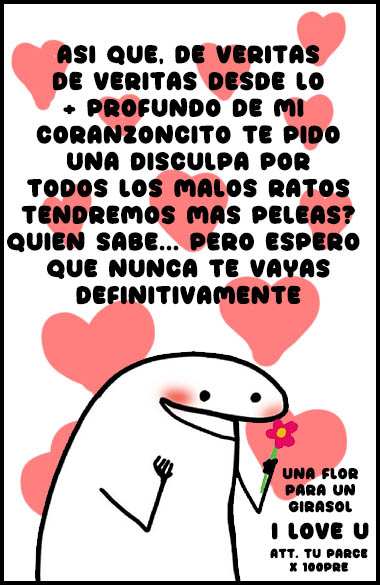 ASI QUE, DE VERITAS
DE VERITAS DESDE LO
+ PROFUNDO DE MI
CORANZONCITO TE PIDO
UNA DISCULPA POR
TODOS LOS MALOS RATOS
TENDREMOS MAS PELEAS?
QUIEN SABE... PERO ESPERO
QUE NUNCA TE VAYAS
DEFINITIVAMENTE
UNA FLOR
PARA UN
GIRASOL
I LOVE U
ATT. TU PARCE
X 100PRE